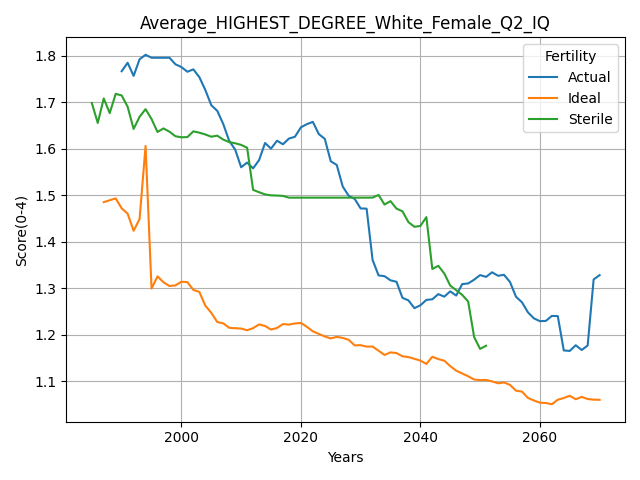 Average_HIGHEST_DEGREE_White_Female_Q2_IQ
Fertility
Actual
Ideal
Sterile
Score(0-4)
1.8
1.7
1.6
1.5
1.4
1.3
1.2
1.1
2000
2020
2040
2060
Years